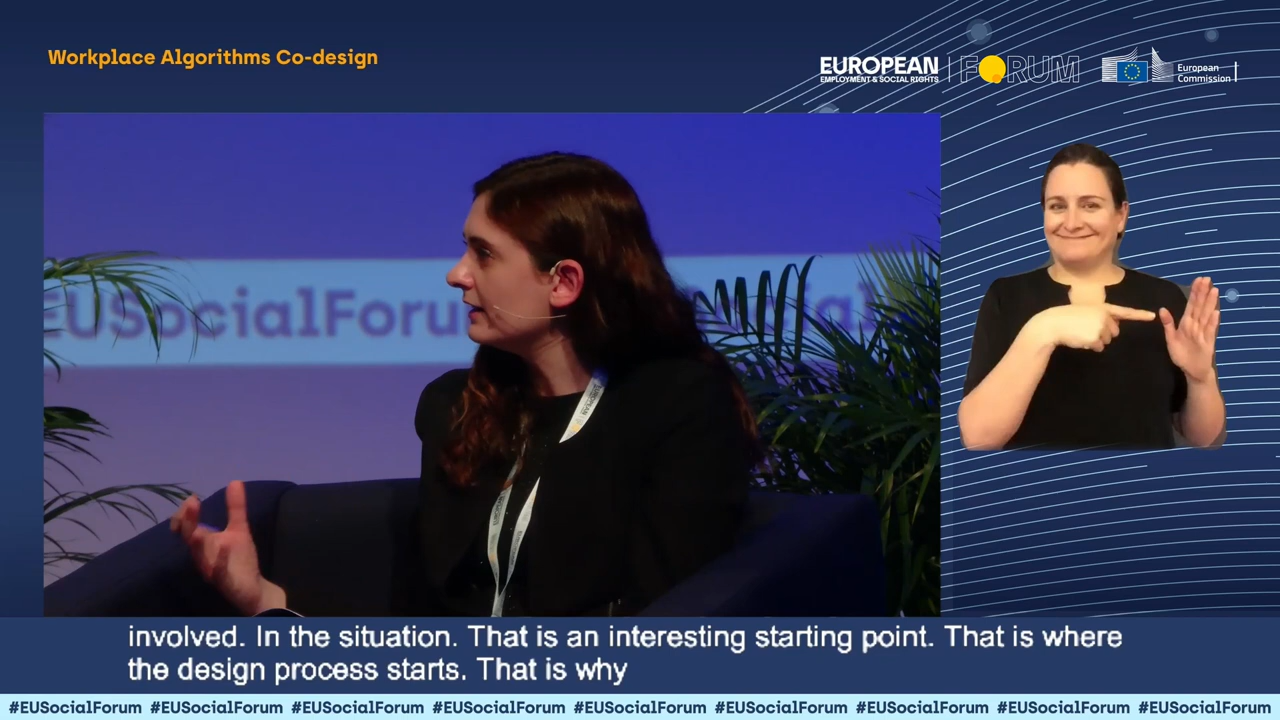 Workplace Algorithms Co-design
EUROPEAN
EMPLOYMENT & SOCIAL RIGHTS
FORUM
European
Commission
EUSocialForu
involved. In the situation. That is an interesting starting point. That is where
the design process starts. That is why
#EUSocialForum #EUSocialForum #EUSocialForum #EUSocialForum #EUSocialForum #EUSocialForum #EUSocialForum #EUSocialForum #EUSocialForum